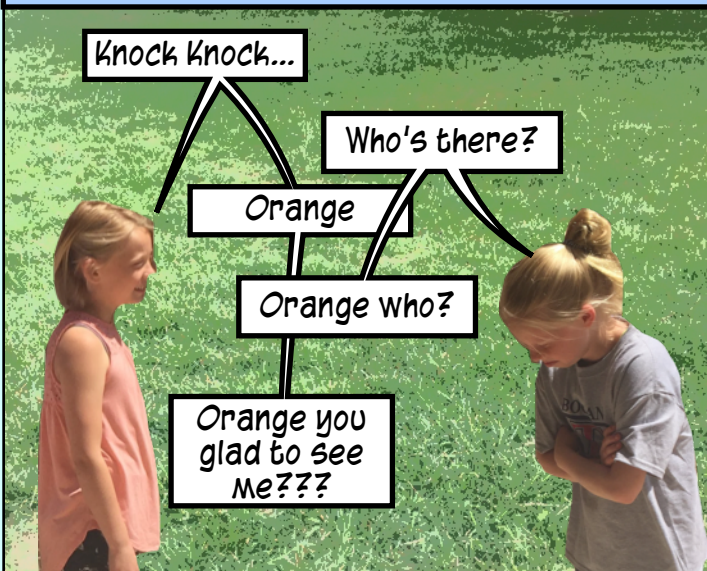 Knock Knock...
Who's there?
Orange
Orange who?
Orange you
glad to see
me???